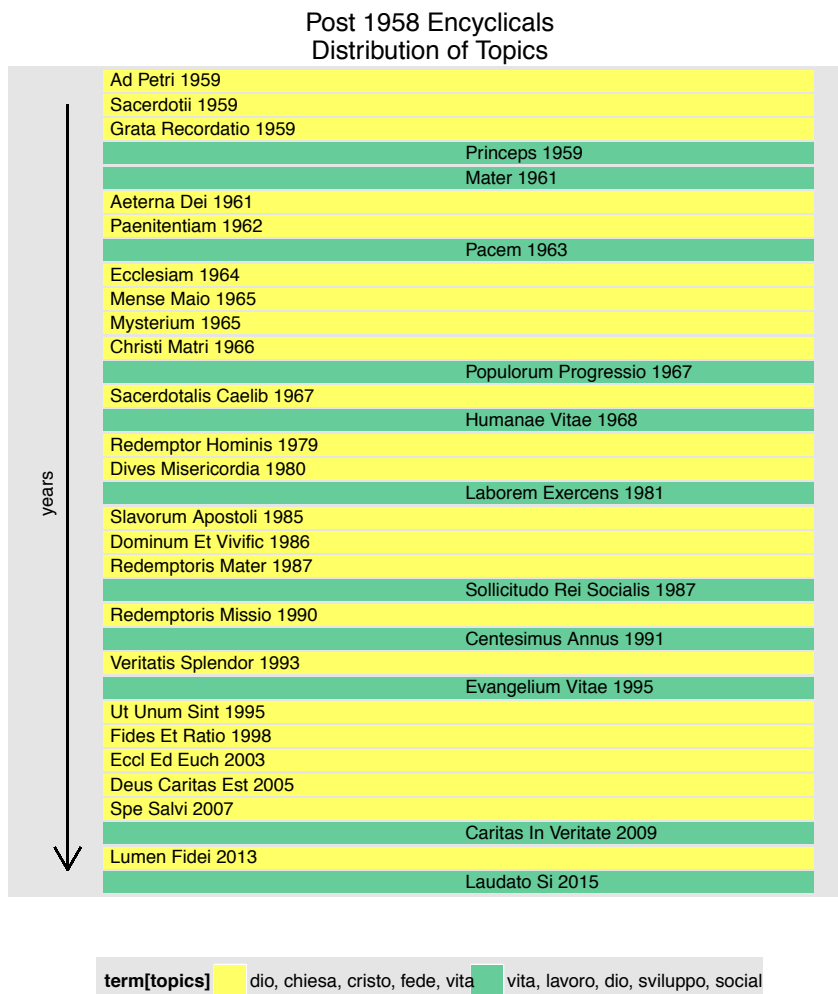 Post 1958 Encyclicals
Distribution of Topics
Ad Petri 1959
Sacerdotii 1959
Grata Recordatio 1959
Princeps 1959
Mater 1961
Aeterna Dei 1961
Paenitentiam 1962
Pacem 1963
Ecclesiam 1964
Mense Maio 1965
Mysterium 1965
Christi Matri 1966
Populorum Progressio 1967
Sacerdotalis Caelib 1967
Humanae Vitae 1968
Redemptor Hominis 1979
Dives Misericordia 1980
Laborem Exercens 1981
Slavorum Apostoli 1985
Dominum Et Vivific 1986
Redemptoris Mater 1987
Sollicitudo Rei Socialis 1987
Redemptoris Missio 1990
Centesimus Annus 1991
Veritatis Splendor 1993
Evangelium Vitae 1995
Ut Unum Sint 1995
Fides Et Ratio 1998
Eccl Ed Euch 2003
Deus Caritas Est 2005
Spe Salvi 2007
Caritas In Veritate 2009
Lumen Fidei 2013
Laudato Si 2015
years
term[topics] dio, chiesa, cristo, fede, vita vita, lavoro, dio, sviluppo, social